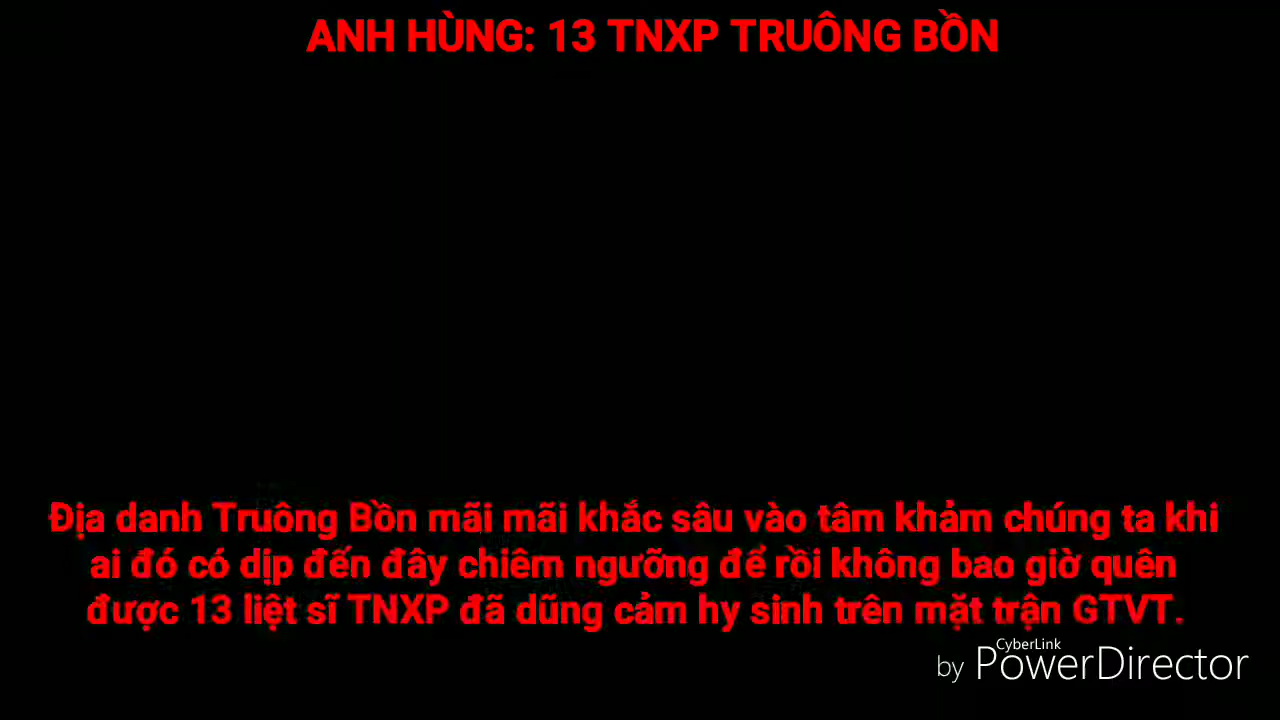 ANH HÙNG: 13 TNXP TRUÔNG BỒN
Địa danh Truông Bồn mãi mãi khắc sâu vào tâm khảm chúng ta khi
ai đó có dịp đến đây chiêm ngưỡng để rồi không bao giờ quên
được 13 liệt sĩ TNXP đã dũng cảm hy sinh trên mặt trận GTVT.
CyberLink
by PowerDirector